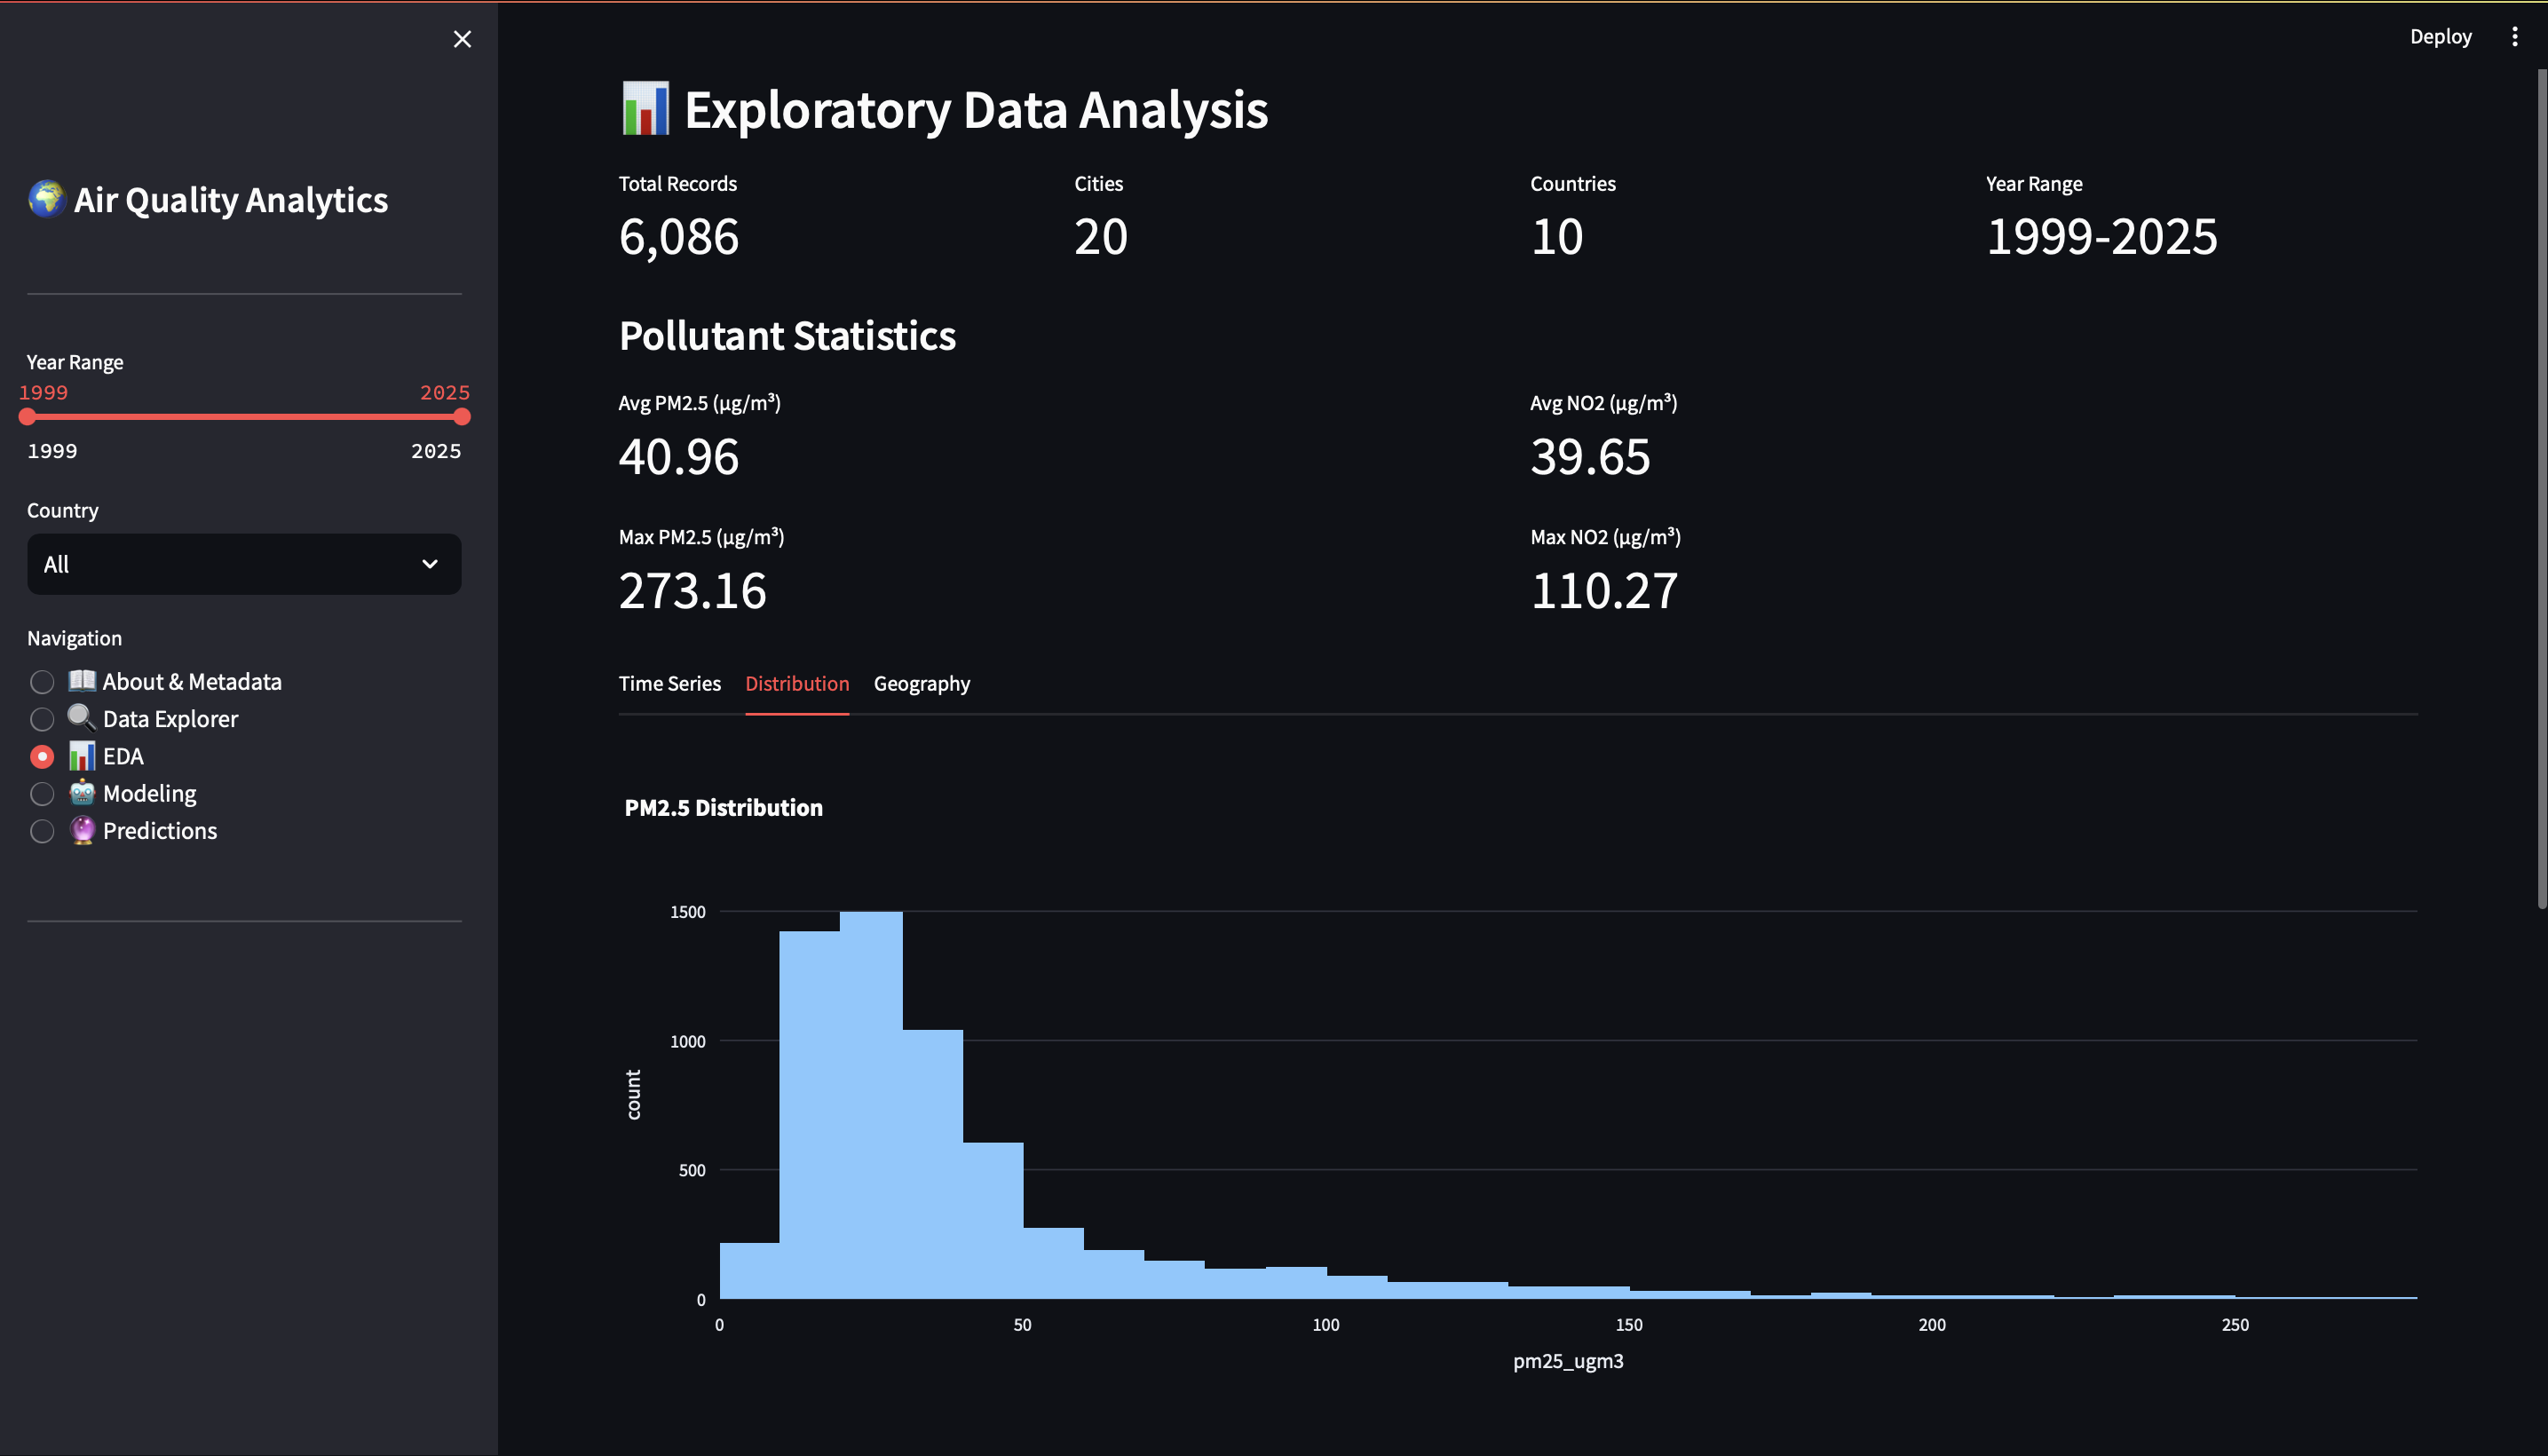 Deploy
Air Quality Analytics
Year Range
1999 2025
1999 2025
Country
All
Navigation
About & Metadata
Data Explorer
EDA
Modeling
Predictions
Exploratory Data Analysis
Total Records Cities Countries Year Range
6,086 20 10 1999-2025
Pollutant Statistics
Avg PM2.5 (μg/m³) Avg NO2 (μg/m³)
40.96 39.65
Max PM2.5 (μg/m³) Max NO2 (μg/m³)
273.16 110.27
Time Series Distribution Geography
PM2.5 Distribution
1500
1000
500
0
count
0 50 100 150 200 250
pm25_ugm3